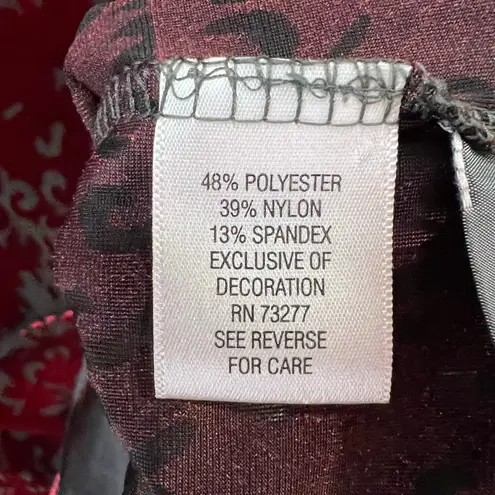 48% POLYESTER
39% NYLON
13% SPANDEX
EXCLUSIVE OF
DECORATION
RN 73277
SEE REVERSE
FOR CARE